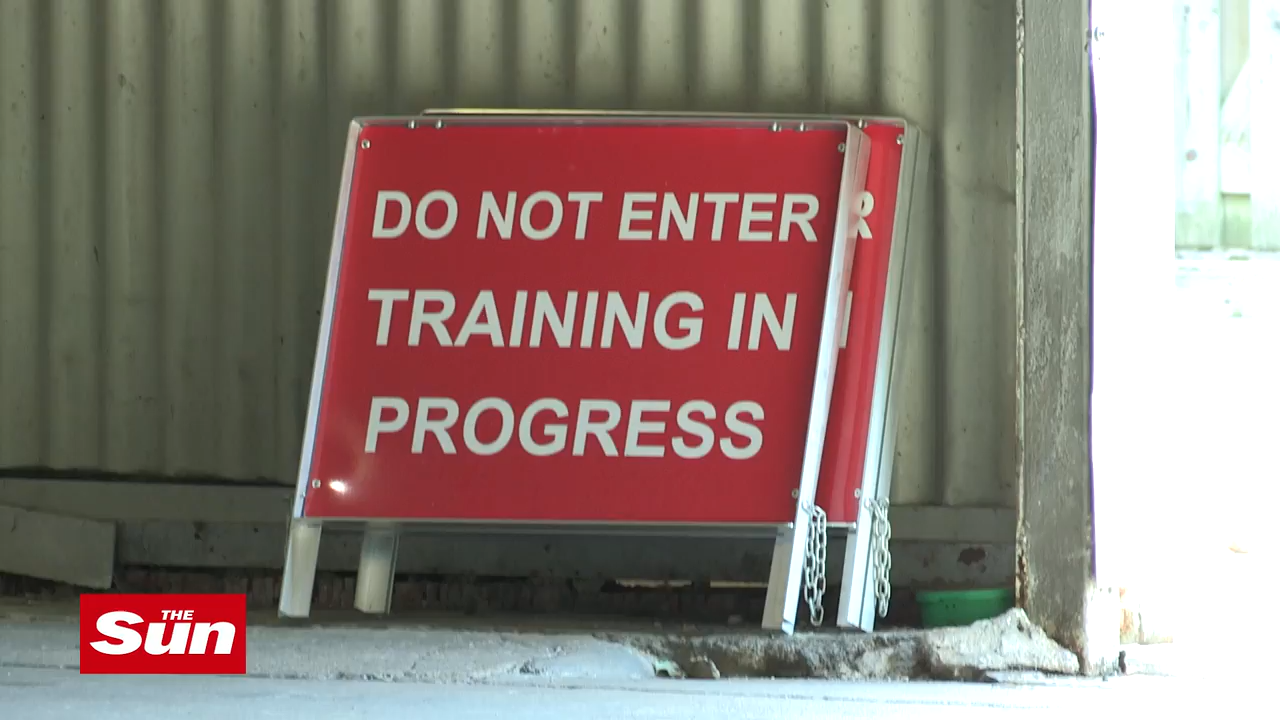 DO NOT ENTER
TRAINING IN
PROGRESS
R
THE
Sun